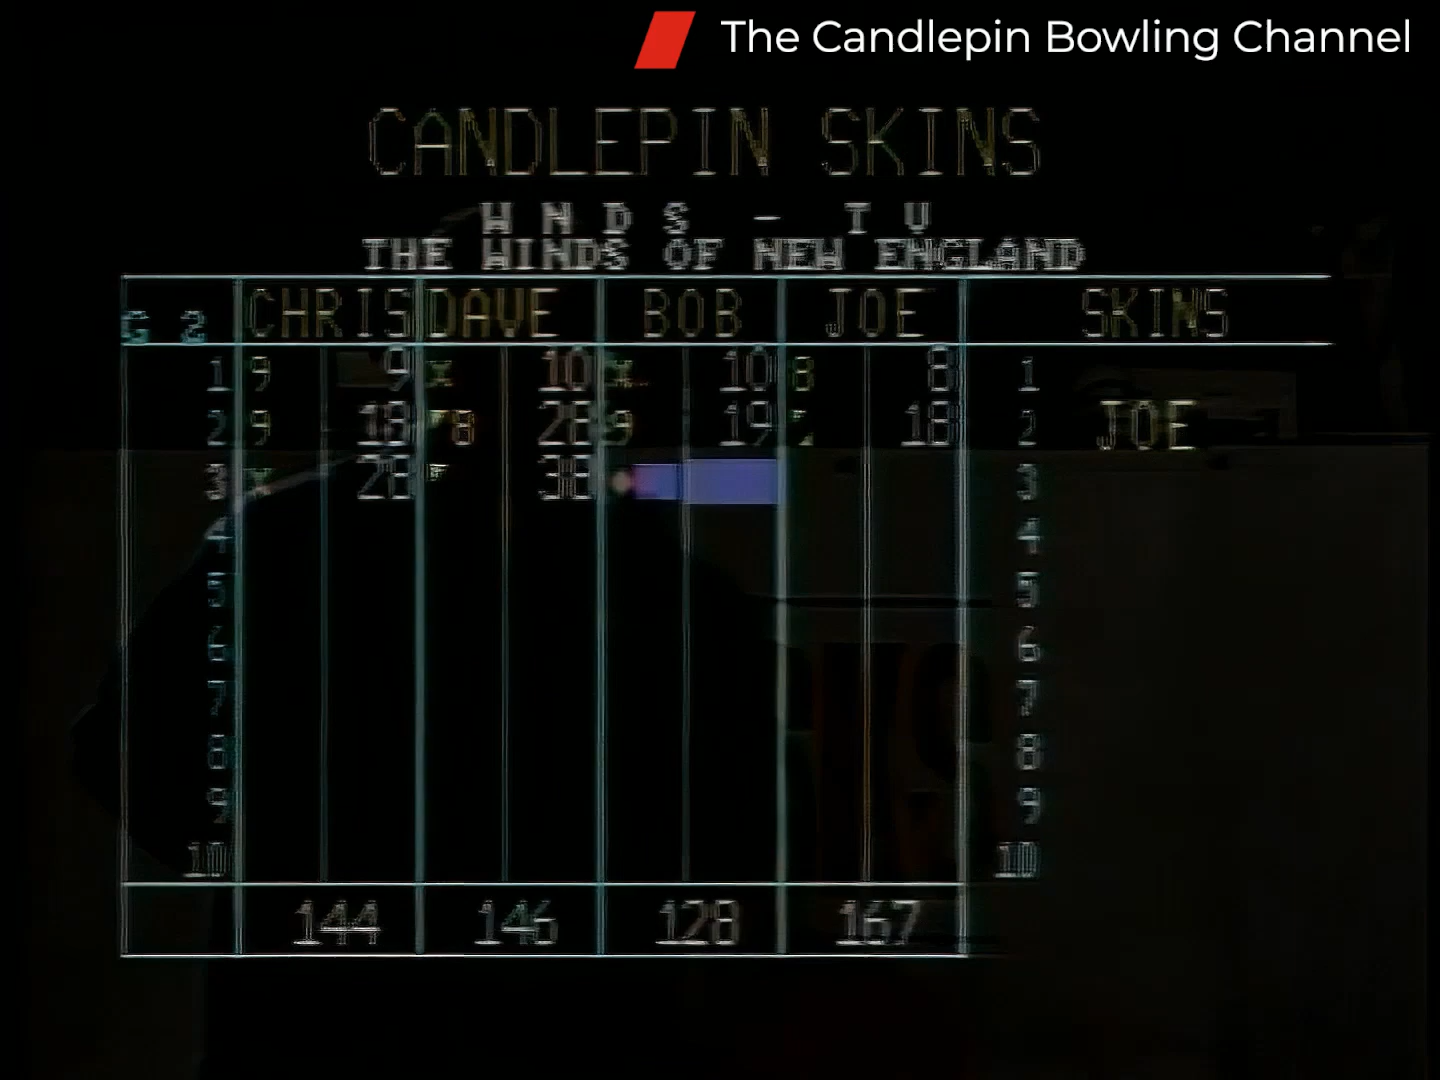 The Candlepin Bowling Channel
CANDLEPIN SKINS
W N D S - T V
THE WINDS OF NEW ENGLAND
G 2 CHRIS DAVE BOB JOE SKINS
1 9 9 X 10 X 10 8 8 1
2 9 18 8 28 9 19 18 2 JOE
3 X 28 38 3
4 4
5 5
6 6
7 7
8 8
9 9
10 10
144 146 128 167